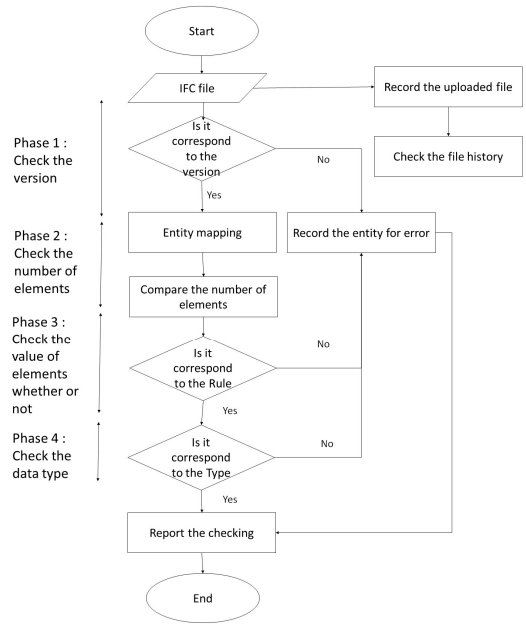 Start
IFC file
Record the uploaded file
Check the file history
Phase 1 :
Check the
version
Is it
correspond
to the
version
No
Yes
Phase 2 :
Check the
number of
elements
Entity mapping
Record the entity for error
Compare the number of
elements
Phase 3 :
Check the
value of
elements
whether or
not
Is it
correspond
to the Rule
No
Yes
Phase 4 :
Check the
data type
Is it
correspond
to the Type
No
Yes
Report the checking
End